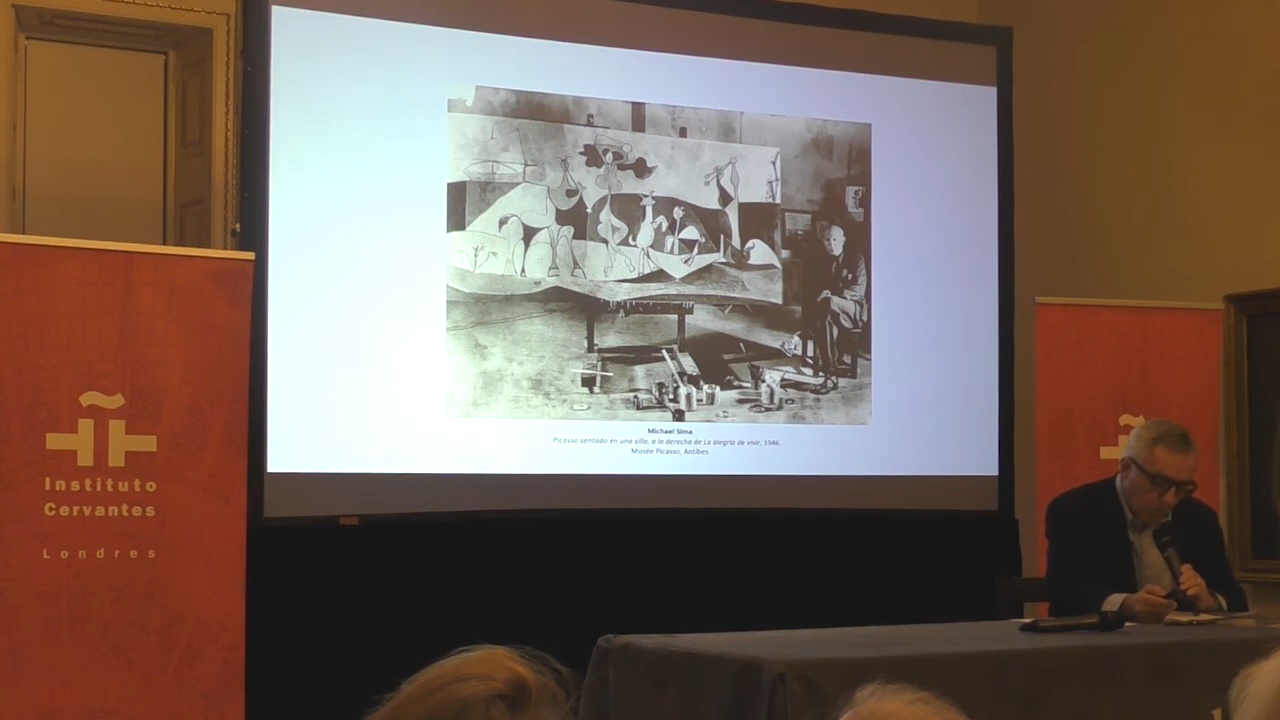 Michael Sima
Picasso sentado en una silla, a la derecha de La alegría de vivir, 1946.
Musée Picasso, Antibes
Instituto
Cervantes
Londres